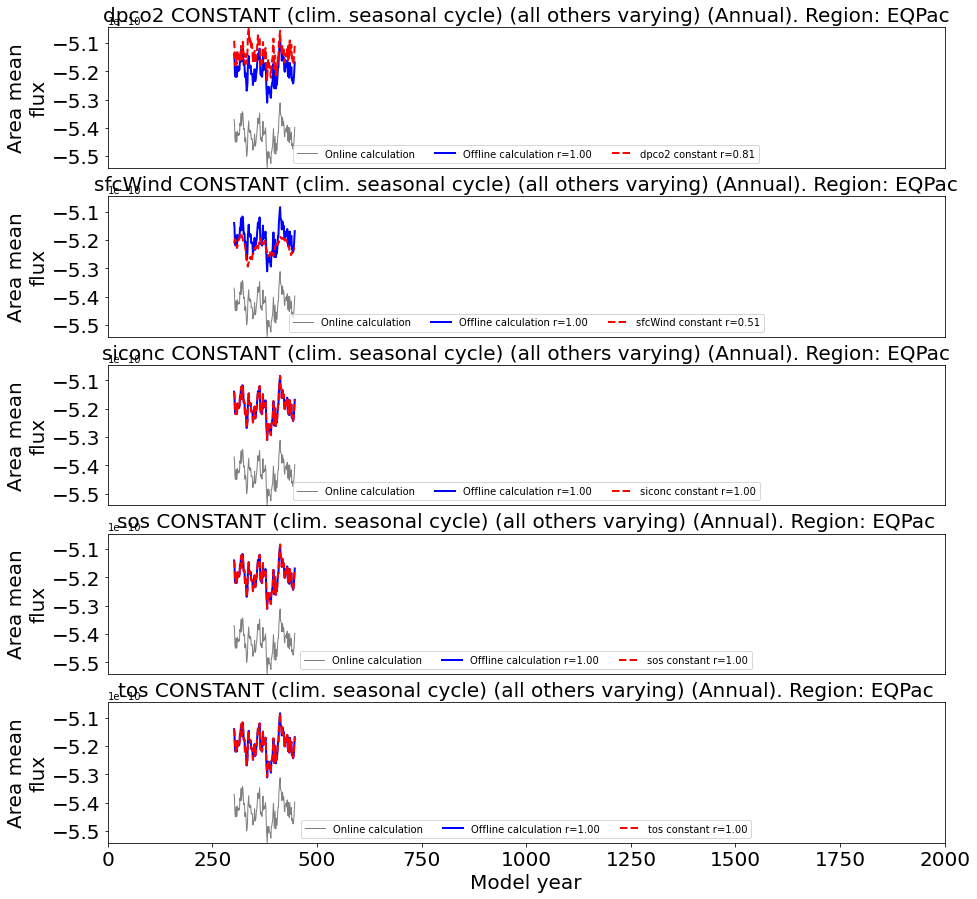 dpco2 CONSTANT (clim. seasonal cycle) (all others varying) (Annual). Region: EQPac
1e−10
−5.1
−5.2
−5.3
−5.4
−5.5
Area mean
flux
Online calculation
Offline calculation r=1.00
dpco2 constant r=0.81
sfcWind CONSTANT (clim. seasonal cycle) (all others varying) (Annual). Region: EQPac
1e−10
−5.1
−5.2
−5.3
−5.4
−5.5
Area mean
flux
Online calculation
Offline calculation r=1.00
sfcWind constant r=0.51
siconc CONSTANT (clim. seasonal cycle) (all others varying) (Annual). Region: EQPac
1e−10
−5.1
−5.2
−5.3
−5.4
−5.5
Area mean
flux
Online calculation
Offline calculation r=1.00
siconc constant r=1.00
sos CONSTANT (clim. seasonal cycle) (all others varying) (Annual). Region: EQPac
1e−10
−5.1
−5.2
−5.3
−5.4
−5.5
Area mean
flux
Online calculation
Offline calculation r=1.00
sos constant r=1.00
tos CONSTANT (clim. seasonal cycle) (all others varying) (Annual). Region: EQPac
1e−10
−5.1
−5.2
−5.3
−5.4
−5.5
Area mean
flux
Online calculation
Offline calculation r=1.00
tos constant r=1.00
0 250 500 750 1000 1250 1500 1750 2000
Model year